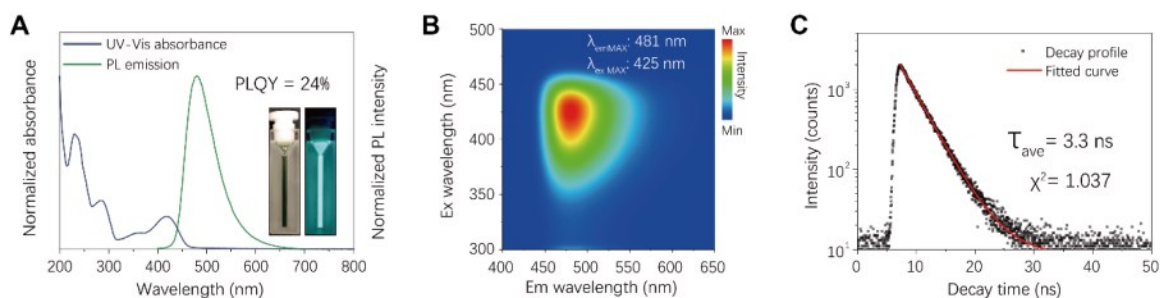 A
UV-Vis absorbance
PL emission
PLQY = 24%
Normalized absorbance
Normalized PL intensity
200 300 400 500 600 700 800
Wavelength (nm)
B
500
450
400
350
300
Ex wavelength (nm)
λemMAX: 481 nm
λex MAX: 425 nm
400 450 500 550 600 650
Em wavelength (nm)
Max
Intensity
Min
C
Decay profile
Fitted curve
τave = 3.3 ns
χ²= 1.037
Intensity (counts)
10³
10²
10¹
0 10 20 30 40 50
Decay time (ns)